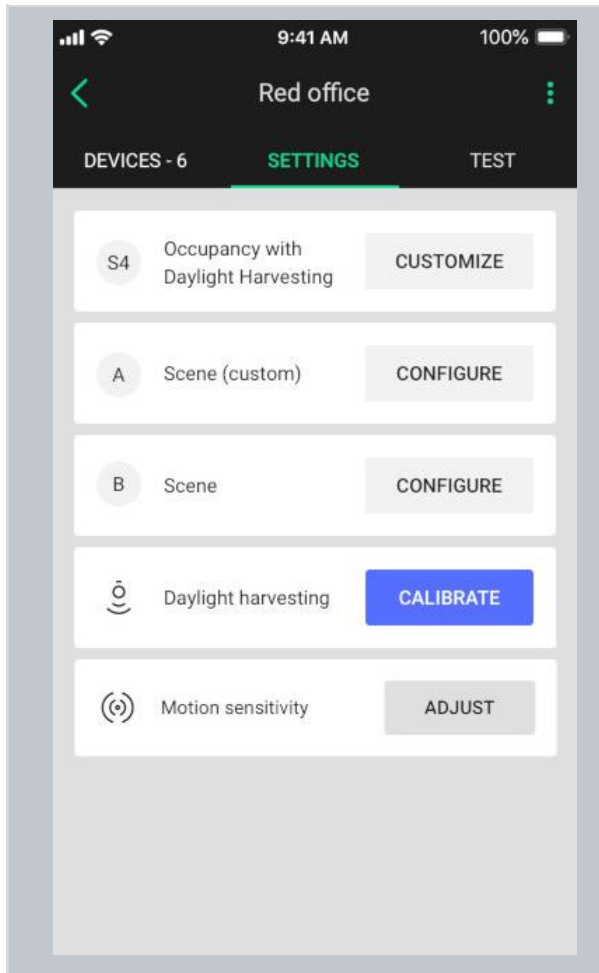 9:41 AM 100%
Red office
DEVICES - 6 SETTINGS TEST
S4 Occupancy with
Daylight Harvesting CUSTOMIZE
A Scene (custom) CONFIGURE
B Scene CONFIGURE
Daylight harvesting CALIBRATE
Motion sensitivity ADJUST